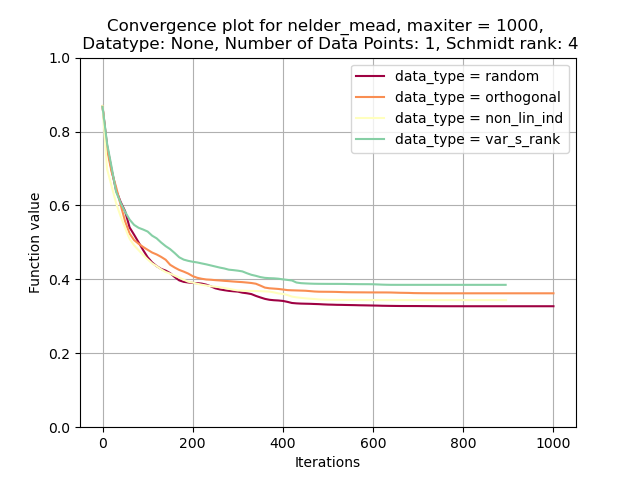 Convergence plot for nelder_mead, maxiter = 1000,
Datatype: None, Number of Data Points: 1, Schmidt rank: 4
data_type = random
data_type = orthogonal
data_type = non_lin_ind
data_type = var_s_rank
Function value
1.0
0.8
0.6
0.4
0.2
0.0
0 200 400 600 800 1000
Iterations